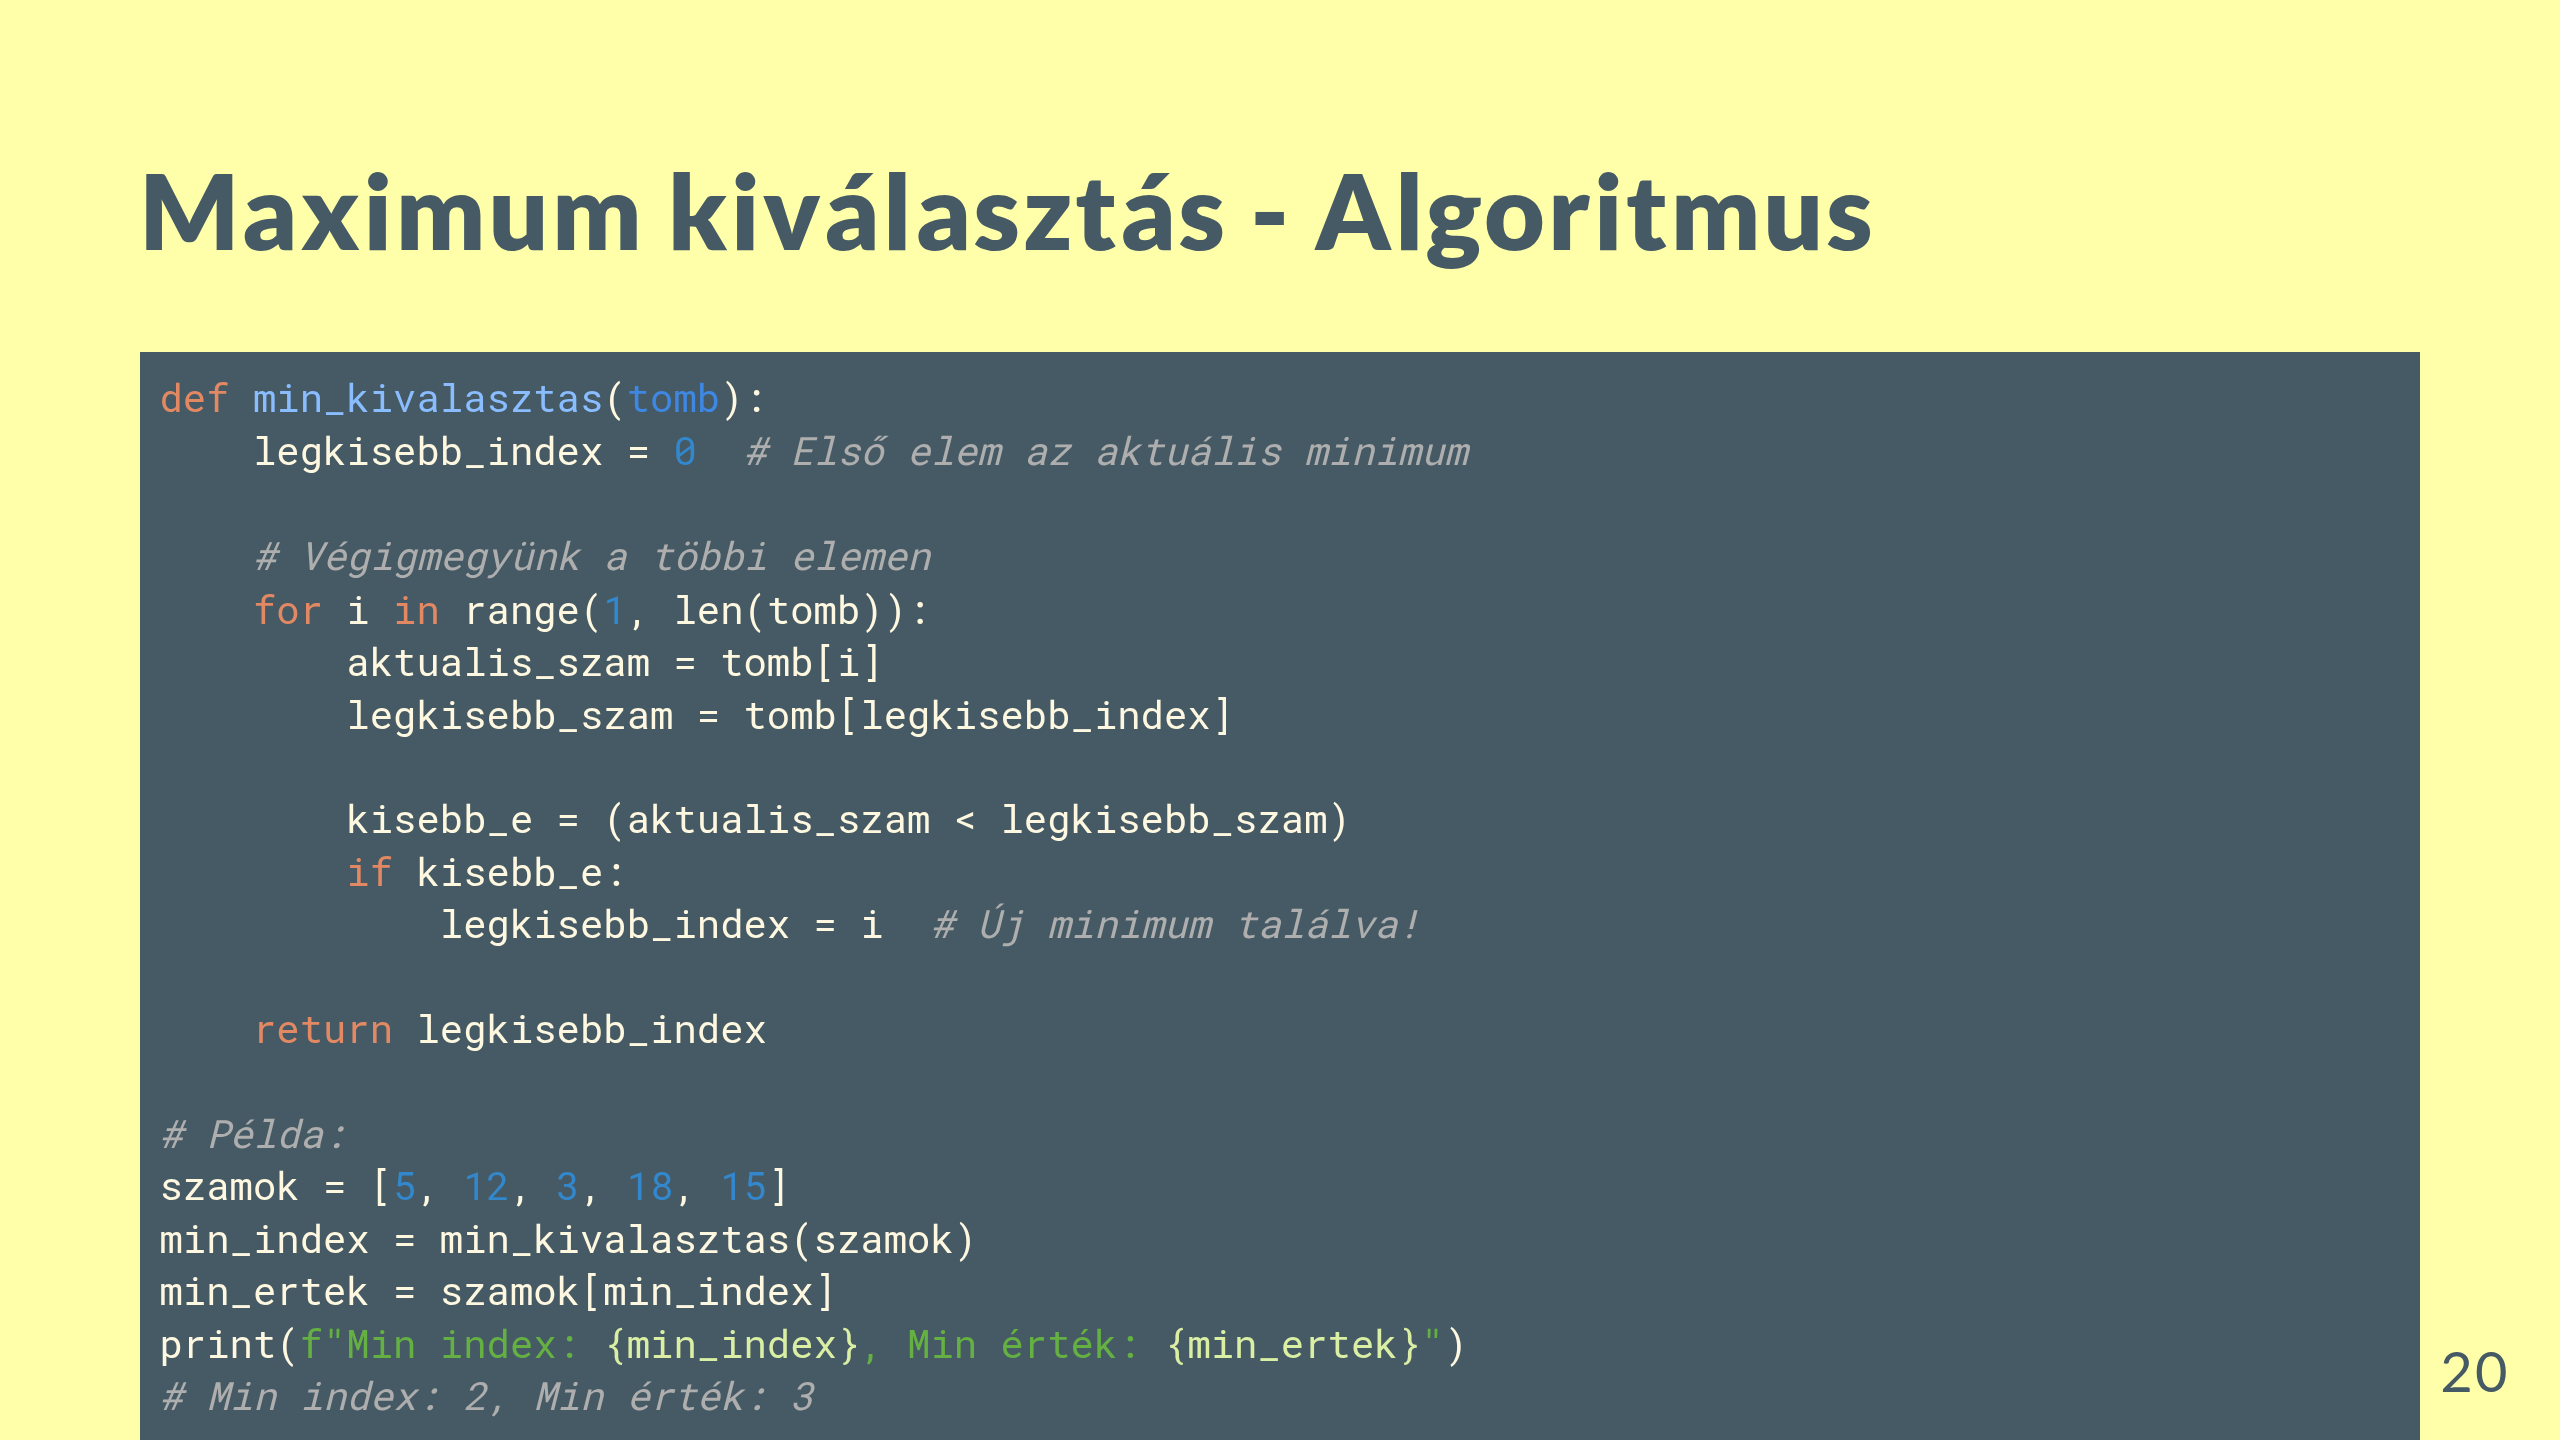 Maximum kiválasztás - Algoritmus
def min_kivalasztas(tomb):
    legkisebb_index = 0  # Első elem az aktuális minimum
    # Végigmegyünk a többi elemen
    for i in range(1, len(tomb)):
        aktualis_szam = tomb[i]
        legkisebb_szam = tomb[legkisebb_index]
        kisebb_e = (aktualis_szam < legkisebb_szam)
        if kisebb_e:
            legkisebb_index = i  # Új minimum találva!
    return legkisebb_index
# Példa:
szamok = [5, 12, 3, 18, 15]
min_index = min_kivalasztas(szamok)
min_ertek = szamok[min_index]
print(f"Min index: {min_index}, Min érték: {min_ertek}")
# Min index: 2, Min érték: 3
20